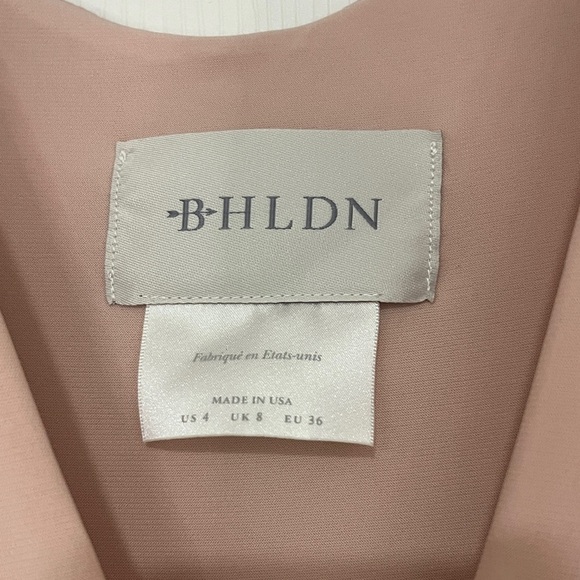 BHLDN
Fabriqué en Etats-unis
MADE IN USA
US 4 UK 8 EU 36